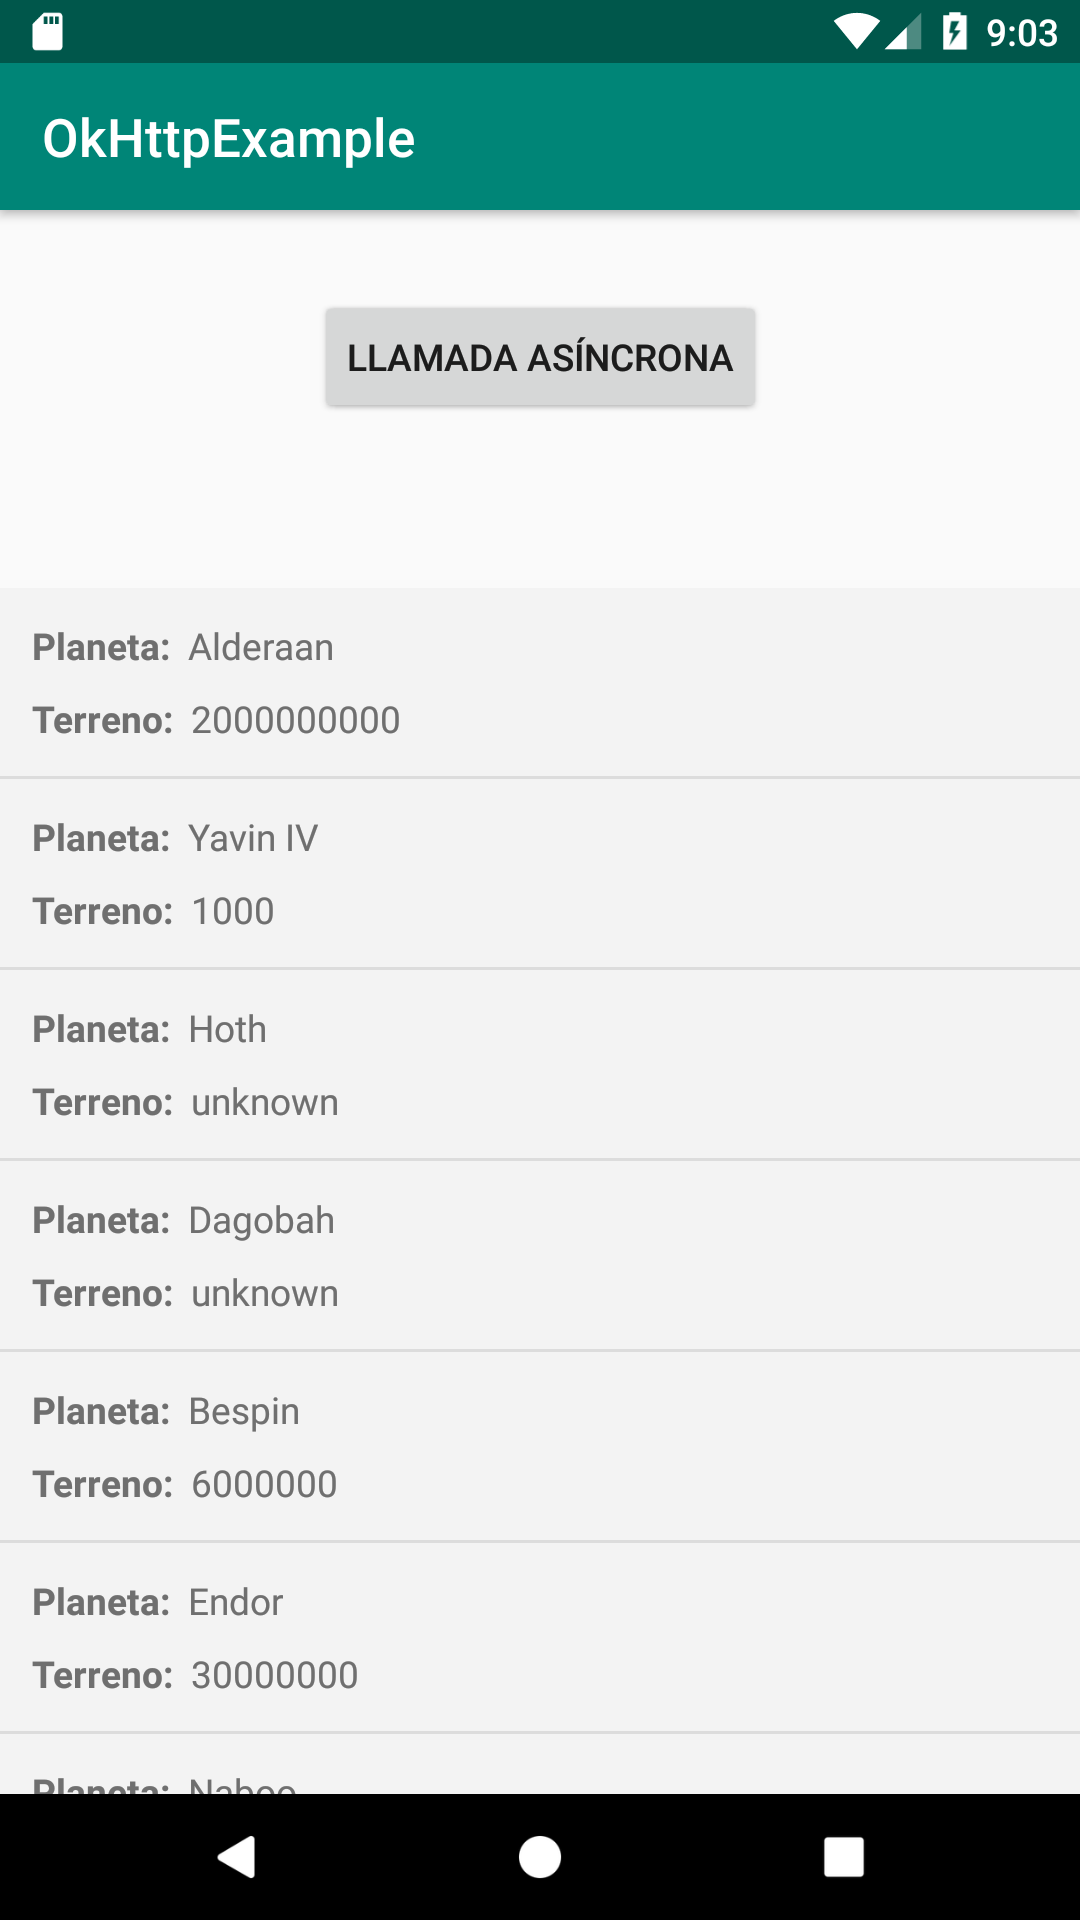 9:03
OkHttpExample
LLAMADA ASÍNCRONA
Planeta: Alderaan
Terreno: 2000000000
Planeta: Yavin IV
Terreno: 1000
Planeta: Hoth
Terreno: unknown
Planeta: Dagobah
Terreno: unknown
Planeta: Bespin
Terreno: 6000000
Planeta: Endor
Terreno: 30000000
Planeta: Naboo